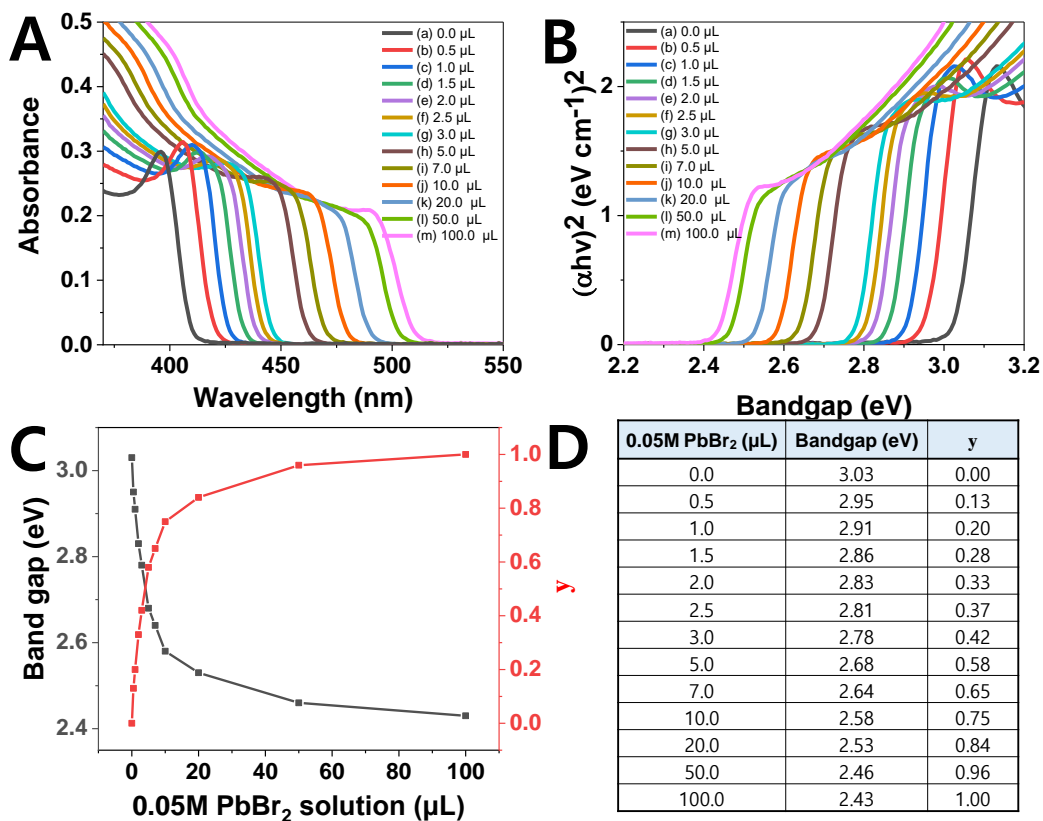 A
Absorbance
0.5
0.4
0.3
0.2
0.1
0.0
400
450
500
550
Wavelength (nm)
(a) 0.0 µL
(b) 0.5 µL
(c) 1.0 µL
(d) 1.5 µL
(e) 2.0 µL
(f) 2.5 µL
(g) 3.0 µL
(h) 5.0 µL
(i) 7.0 µL
(j) 10.0 µL
(k) 20.0 µL
(l) 50.0 µL
(m) 100.0 µL
B
(αhν)² (eV cm⁻¹)²
2
1
0
2.2
2.4
2.6
2.8
3.0
3.2
Bandgap (eV)
(a) 0.0 µL
(b) 0.5 µL
(c) 1.0 µL
(d) 1.5 µL
(e) 2.0 µL
(f) 2.5 µL
(g) 3.0 µL
(h) 5.0 µL
(i) 7.0 µL
(j) 10.0 µL
(k) 20.0 µL
(l) 50.0 µL
(m) 100.0 µL
C
Band gap (eV)
3.0
2.8
2.6
2.4
0
20
40
60
80
100
0.05M PbBr₂ solution (µL)
1.0
0.8
0.6
0.4
0.2
0.0
y
D
0.05M PbBr₂ (µL) Bandgap (eV) y
0.0 3.03 0.00
0.5 2.95 0.13
1.0 2.91 0.20
1.5 2.86 0.28
2.0 2.83 0.33
2.5 2.81 0.37
3.0 2.78 0.42
5.0 2.68 0.58
7.0 2.64 0.65
10.0 2.58 0.75
20.0 2.53 0.84
50.0 2.46 0.96
100.0 2.43 1.00